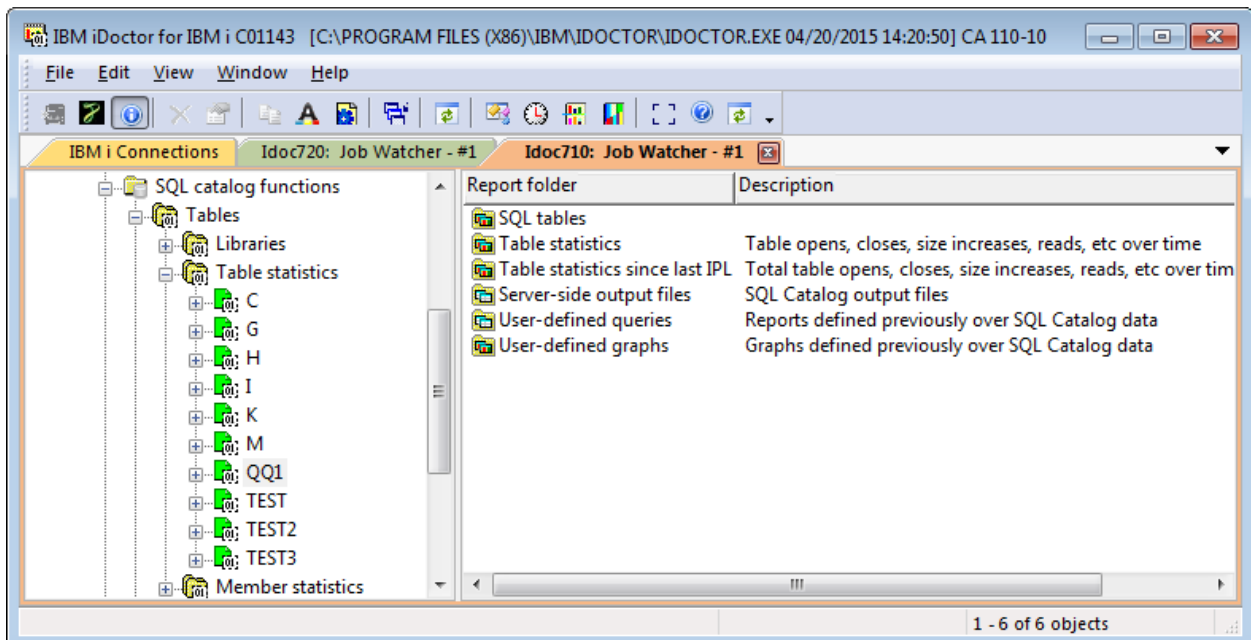 IBM iDoctor for IBM i C01143 [C:\PROGRAM FILES (X86)\IBM\IDOCTOR\IDOCTOR.EXE 04/20/2015 14:20:50] CA 110-10
File Edit View Window Help
IBM i Connections Idoc720: Job Watcher - #1 Idoc710: Job Watcher - #1
SQL catalog functions
Tables
Libraries
Table statistics
C
G
H
I
K
M
QQ1
TEST
TEST2
TEST3
Member statistics
Report folder Description
SQL tables
Table statistics Table opens, closes, size increases, reads, etc over time
Table statistics since last IPL Total table opens, closes, size increases, reads, etc over tim
Server-side output files SQL Catalog output files
User-defined queries Reports defined previously over SQL Catalog data
User-defined graphs Graphs defined previously over SQL Catalog data
1 - 6 of 6 objects